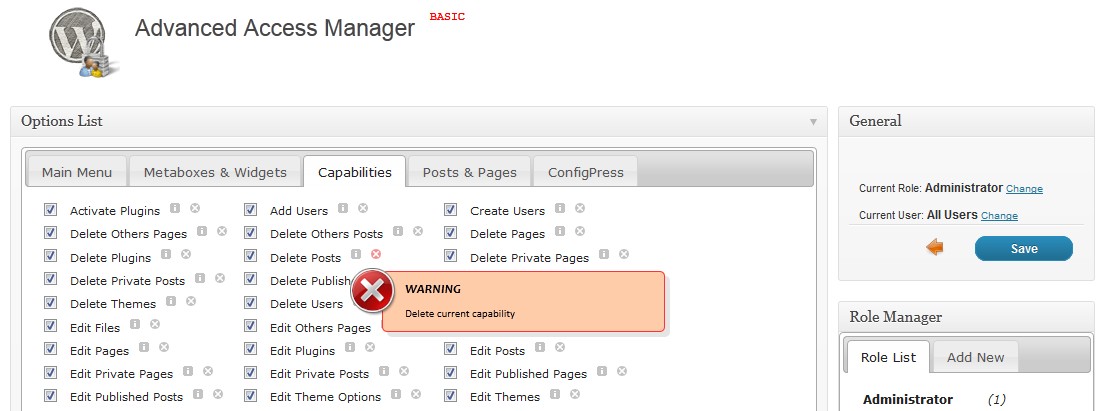 Advanced Access Manager BASIC
Options List
General
Main Menu Metaboxes & Widgets Capabilities Posts & Pages ConfigPress
Activate Plugins Add Users Create Users
Delete Others Pages Delete Others Posts Delete Pages
Delete Plugins Delete Posts Delete Private Pages
Delete Private Posts Delete Publish
Delete Themes Delete Users
Edit Files Edit Others Pages
Edit Pages Edit Plugins Edit Posts
Edit Private Pages Edit Private Posts Edit Published Pages
Edit Published Posts Edit Theme Options Edit Themes
WARNING
Delete current capability
Current Role: Administrator Change
Current User: All Users Change
Save
Role Manager
Role List Add New
Administrator (1)